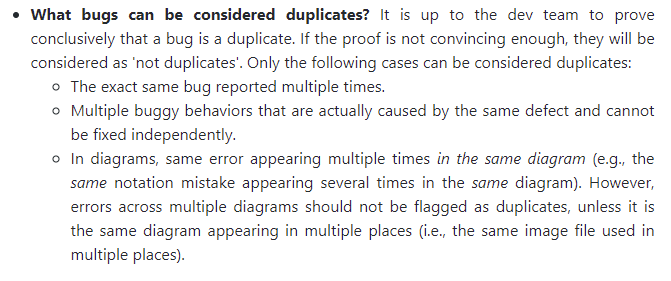 What bugs can be considered duplicates? It is up to the dev team to prove
conclusively that a bug is a duplicate. If the proof is not convincing enough, they will be
considered as 'not duplicates'. Only the following cases can be considered duplicates:
The exact same bug reported multiple times.
Multiple buggy behaviors that are actually caused by the same defect and cannot
be fixed independently.
In diagrams, same error appearing multiple times in the same diagram (e.g., the
same notation mistake appearing several times in the same diagram). However,
errors across multiple diagrams should not be flagged as duplicates, unless it is
the same diagram appearing in multiple places (i.e., the same image file used in
multiple places).